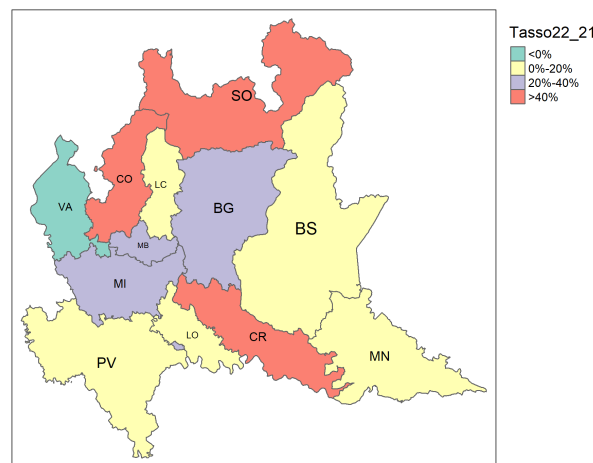 Tasso22_21
<0%
0%-20%
20%-40%
>40%
SO
CO
LC
VA
BG
BS
MB
MI
LO
CR
PV
MN